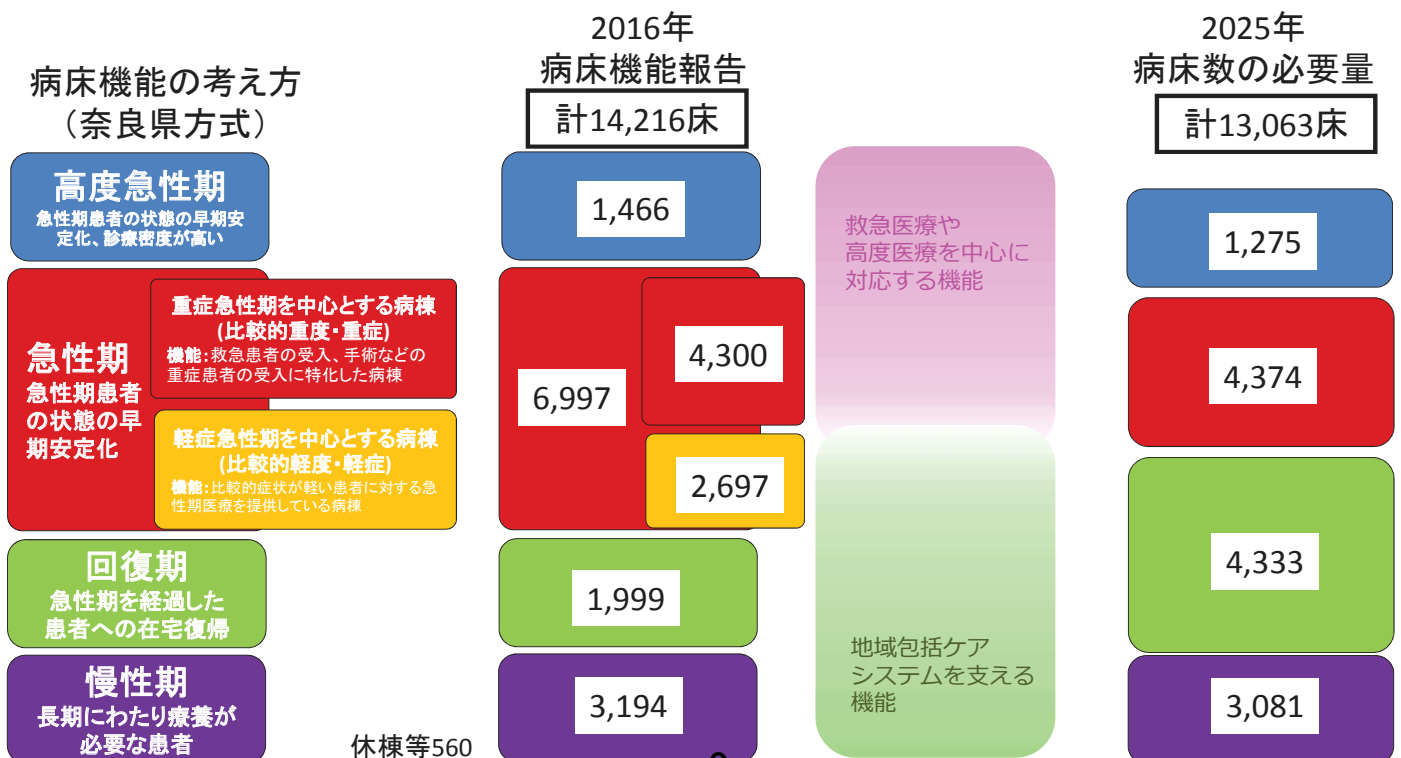 病床機能の考え方
（奈良県方式）
2016年
病床機能報告
計14,216床
2025年
病床数の必要量
計13,063床
高度急性期
急性期患者の状態の早期安
定化、診療密度が高い
急性期
急性期患者
の状態の早
期安定化
重症急性期を中心とする病棟
(比較的重度・重症)
機能：救急患者の受入、手術などの
重症患者の受入に特化した病棟
軽症急性期を中心とする病棟
(比較的軽度・軽症)
機能：比較的症状が軽い患者に対する急
性期医療を提供している病棟
回復期
急性期を経過した
患者への在宅復帰
慢性期
長期にわたり療養が
必要な患者
休棟等560
1,466
6,997
4,300
2,697
1,999
3,194
救急医療や
高度医療を中心に
対応する機能
地域包括ケア
システムを支える
機能
1,275
4,374
4,333
3,081